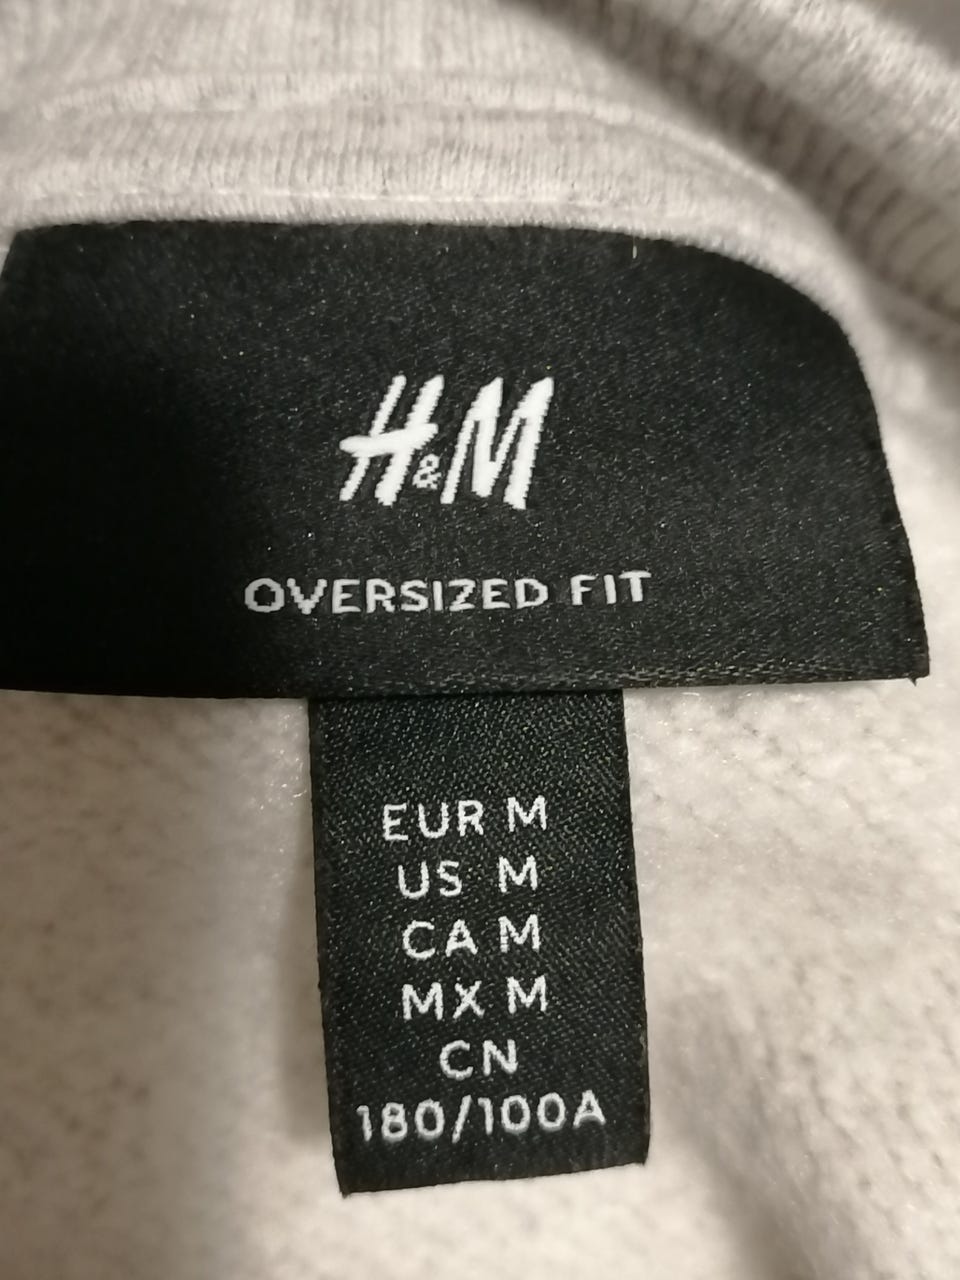 H&M
OVERSIZED FIT
EUR M
US M
CA M
MX M
CN
180/100A